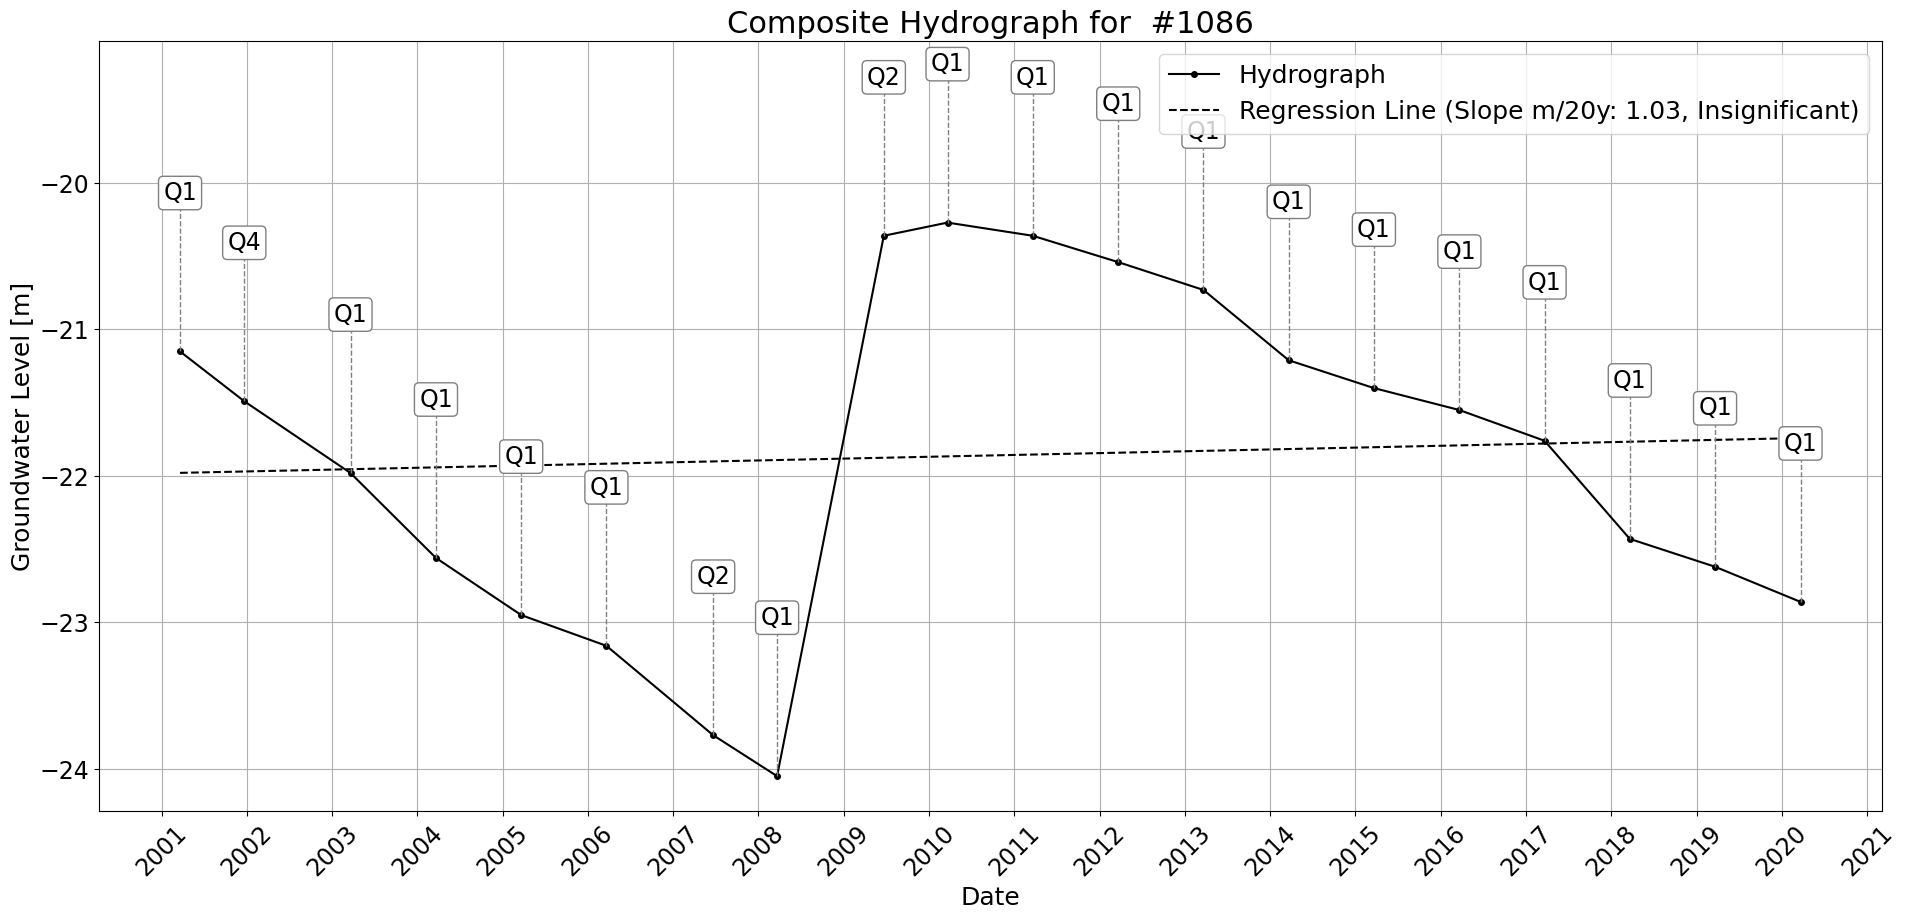 Composite Hydrograph for #1086
Hydrograph
Regression Line (Slope m/20y: 1.03, Insignificant)
Groundwater Level [m]
−20
−21
−22
−23
−24
Q1
Q4
Q1
Q1
Q1
Q1
Q2
Q1
Q2
Q1
Q1
Q1
Q1
Q1
Q1
Q1
Q1
Q1
Q1
Q1
2001
2002
2003
2004
2005
2006
2007
2008
2009
2010
2011
2012
2013
2014
2015
2016
2017
2018
2019
2020
2021
Date